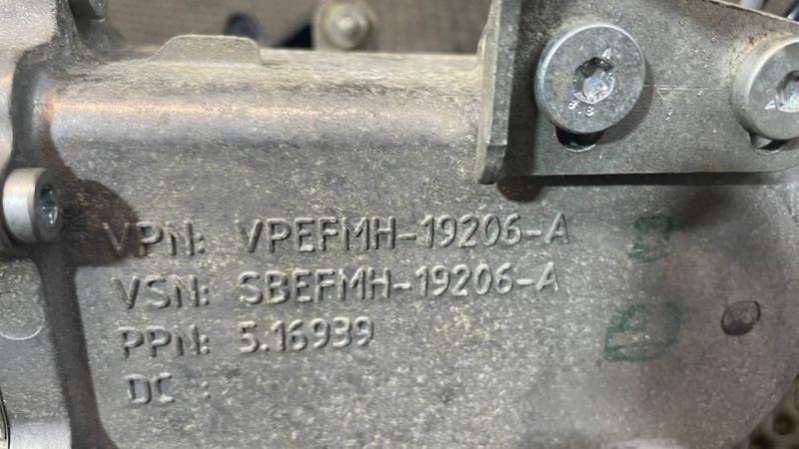 VPN: VPEFMH-19206-A
VSN: SBEFMH-19206-A
PPN: 5.16939
DC :